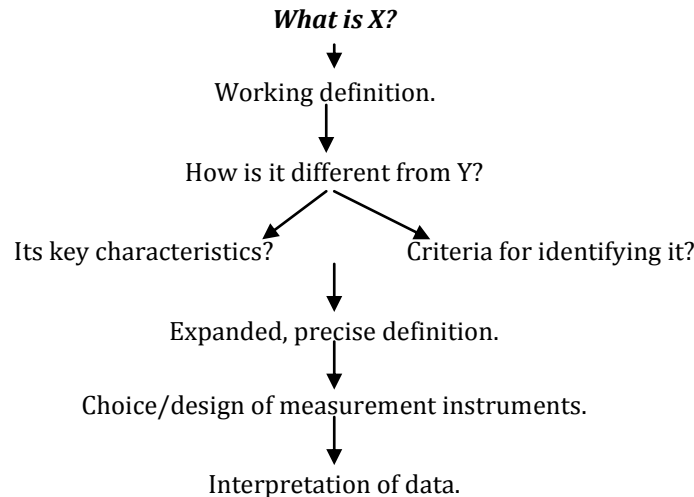 What is X?
Working definition.
How is it different from Y?
Its key characteristics?
Criteria for identifying it?
Expanded, precise definition.
Choice/design of measurement instruments.
Interpretation of data.